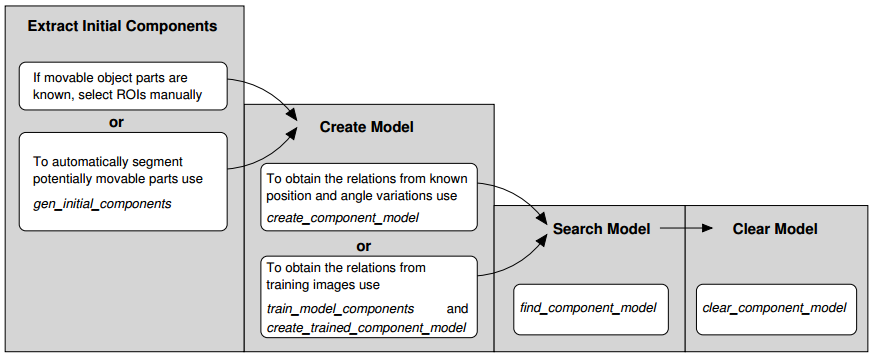 Extract Initial Components
If movable object parts are
known, select ROIs manually
or
To automatically segment
potentially movable parts use
gen_initial_components
Create Model
To obtain the relations from known
position and angle variations use
create_component_model
or
To obtain the relations from
training images use
train_model_components and
create_trained_component_model
Search Model
find_component_model
Clear Model
clear_component_model